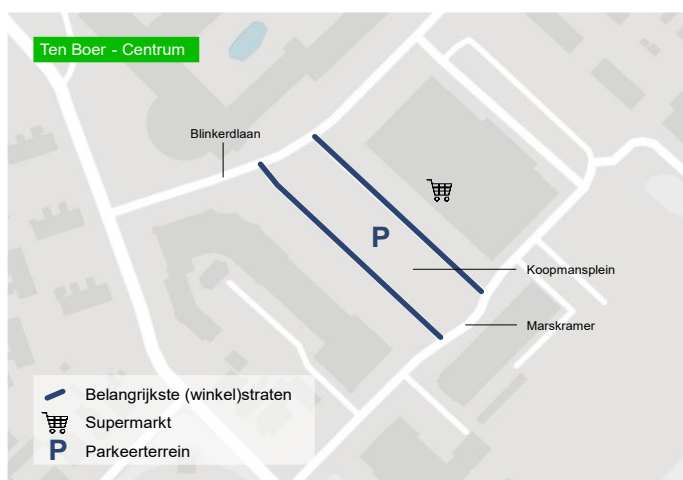 Ten Boer - Centrum
Blinkerdlaan
P
Koopmansplein
Marskramer
Belangrijkste (winkel)straten
Supermarkt
P Parkeerterrein